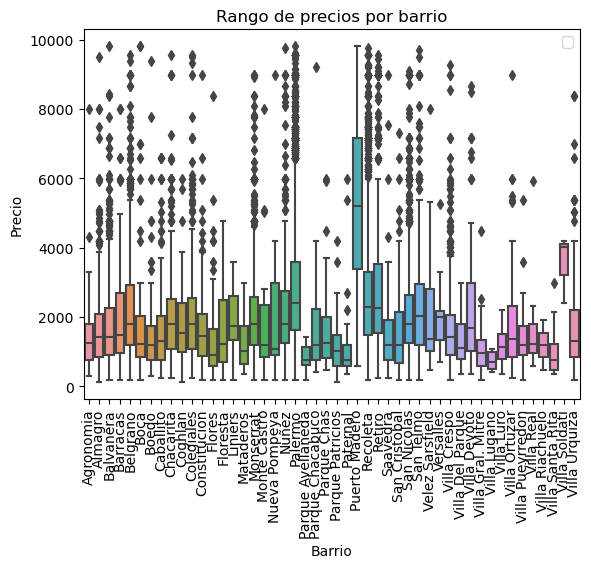 Rango de precios por barrio
10000
8000
6000
4000
2000
0
Precio
Agronomia
Almagro
Balvanera
Barracas
Belgrano
Boca
Boedo
Caballito
Chacarita
Coghlan
Colegiales
Constitucion
Flores
Floresta
Liniers
Mataderos
Monserrat
Monte Castro
Nueva Pompeya
Nuñez
Palermo
Parque Avellaneda
Parque Chacabuco
Parque Chas
Parque Patricios
Paternal
Puerto Madero
Recoleta
Retiro
Saavedra
San Cristobal
San Nicolas
San Telmo
Velez Sarsfield
Versalles
Villa Crespo
Villa Del Parque
Villa Devoto
Villa Gral. Mitre
Villa Lugano
Villa Luro
Villa Ortuzar
Villa Pueyrredon
Villa Real
Villa Riachuelo
Villa Santa Rita
Villa Soldati
Villa Urquiza
Barrio